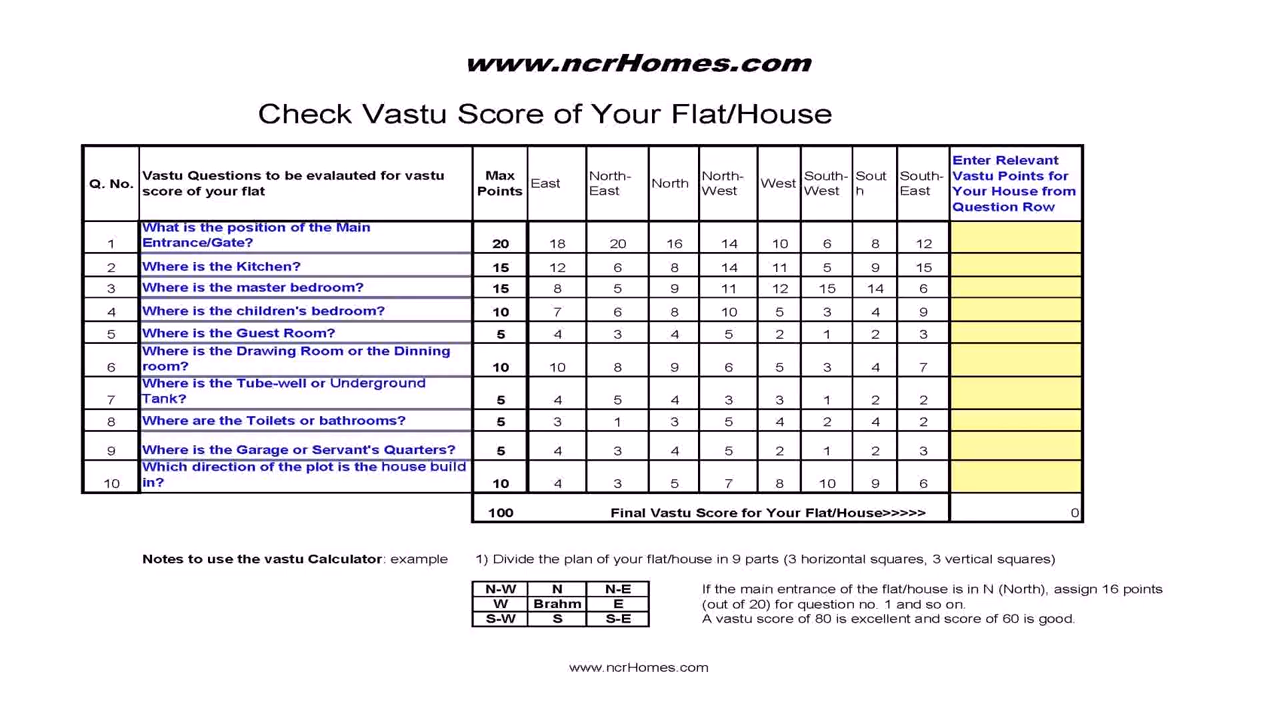 www.ncrHomes.com
Check Vastu Score of Your Flat/House
Q. No. Vastu Questions to be evalauted for vastu score of your flat Max Points East North-East North North-West West South-West Sout h South-East Enter Relevant Vastu Points for Your House from Question Row
1 What is the position of the Main Entrance/Gate? 20 18 20 16 14 10 6 8 12
2 Where is the Kitchen? 15 12 6 8 14 11 5 9 15
3 Where is the master bedroom? 15 8 5 9 11 12 15 14 6
4 Where is the children's bedroom? 10 7 6 8 10 5 3 4 9
5 Where is the Guest Room? 5 4 3 4 5 2 1 2 3
6 Where is the Drawing Room or the Dinning room? 10 10 8 9 6 5 3 4 7
7 Where is the Tube-well or Underground Tank? 5 4 5 4 3 3 1 2 2
8 Where are the Toilets or bathrooms? 5 3 1 3 5 4 2 4 2
9 Where is the Garage or Servant's Quarters? 5 4 3 4 5 2 1 2 3
10 Which direction of the plot is the house build in? 10 4 3 5 7 8 10 9 6
100 Final Vastu Score for Your Flat/House>>>>> 0
Notes to use the vastu Calculator: example 1) Divide the plan of your flat/house in 9 parts (3 horizontal squares, 3 vertical squares)
N-W N N-E
W Brahm E
S-W S S-E
If the main entrance of the flat/house is in N (North), assign 16 points
(out of 20) for question no. 1 and so on.
A vastu score of 80 is excellent and score of 60 is good.
www.ncrHomes.com